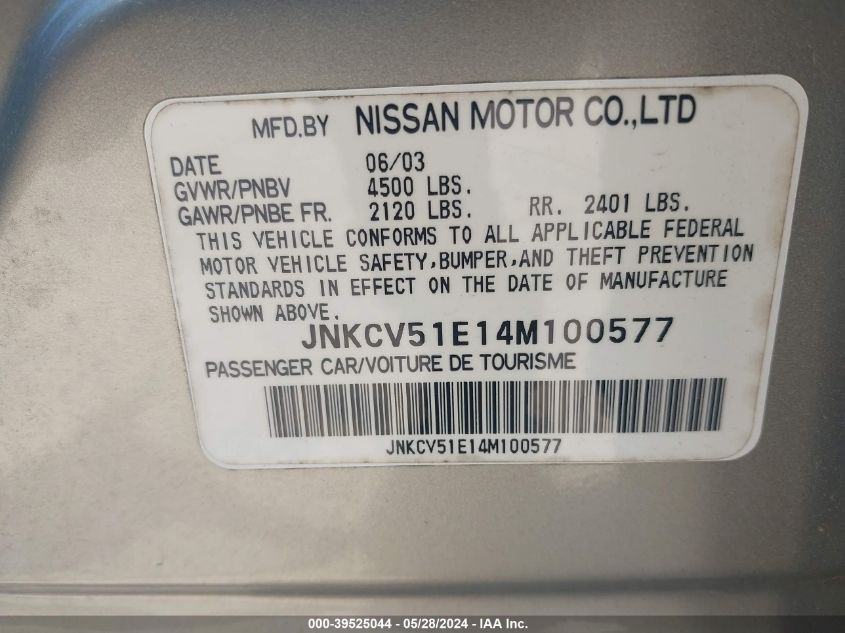 MFD.BY NISSAN MOTOR CO.,LTD
DATE 06/03
GVWR/PNBV 4500 LBS.
GAWR/PNBE FR. 2120 LBS. RR. 2401 LBS.
THIS VEHICLE CONFORMS TO ALL APPLICABLE FEDERAL
MOTOR VEHICLE SAFETY,BUMPER,AND THEFT PREVENTION
STANDARDS IN EFFECT ON THE DATE OF MANUFACTURE
SHOWN ABOVE.
JNKCV51E14M100577
PASSENGER CAR/VOITURE DE TOURISME
JNKCV51E14M100577
000-39525044 - 05/28/2024 - IAA Inc.